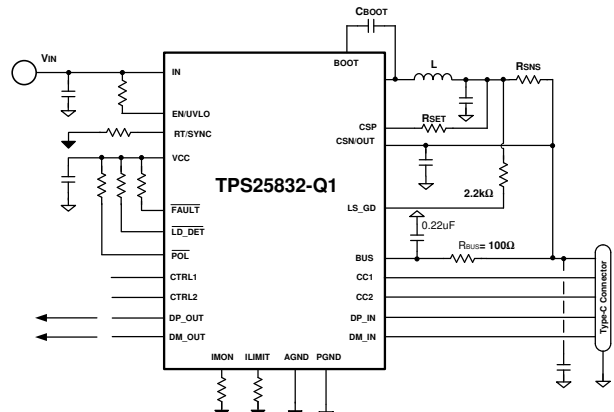 CBOOT
VIN
BOOT
IN
L
RSNS
EN/UVLO
RT/SYNC
CSP
RSET
CSN/OUT
VCC
TPS25832-Q1
2.2kΩ
FAULT
LS_GD
LD_DET
0.22uF
POL
BUS
RBUS= 100Ω
CTRL1
CC1
CTRL2
CC2
DP_OUT
DP_IN
DM_OUT
DM_IN
Type-C Connector
IMON
ILIMIT
AGND
PGND